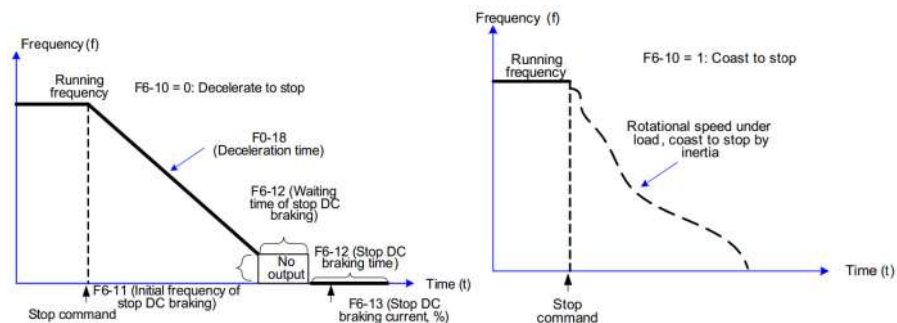 Frequency (f)
Running
frequency
F6-10 = 0: Decelerate to stop
F0-18
(Deceleration time)
F6-12 (Waiting
time of stop DC
braking)
No
output
F6-12 (Stop DC
braking time)
Time (t)
F6-11 (Initial frequency of
stop DC braking)
Stop command
F6-13 (Stop DC
braking current, %)
Frequency (f)
Running
frequency
F6-10 = 1: Coast to stop
Rotational speed under
load, coast to stop by
inertia
Time (t)
Stop
command